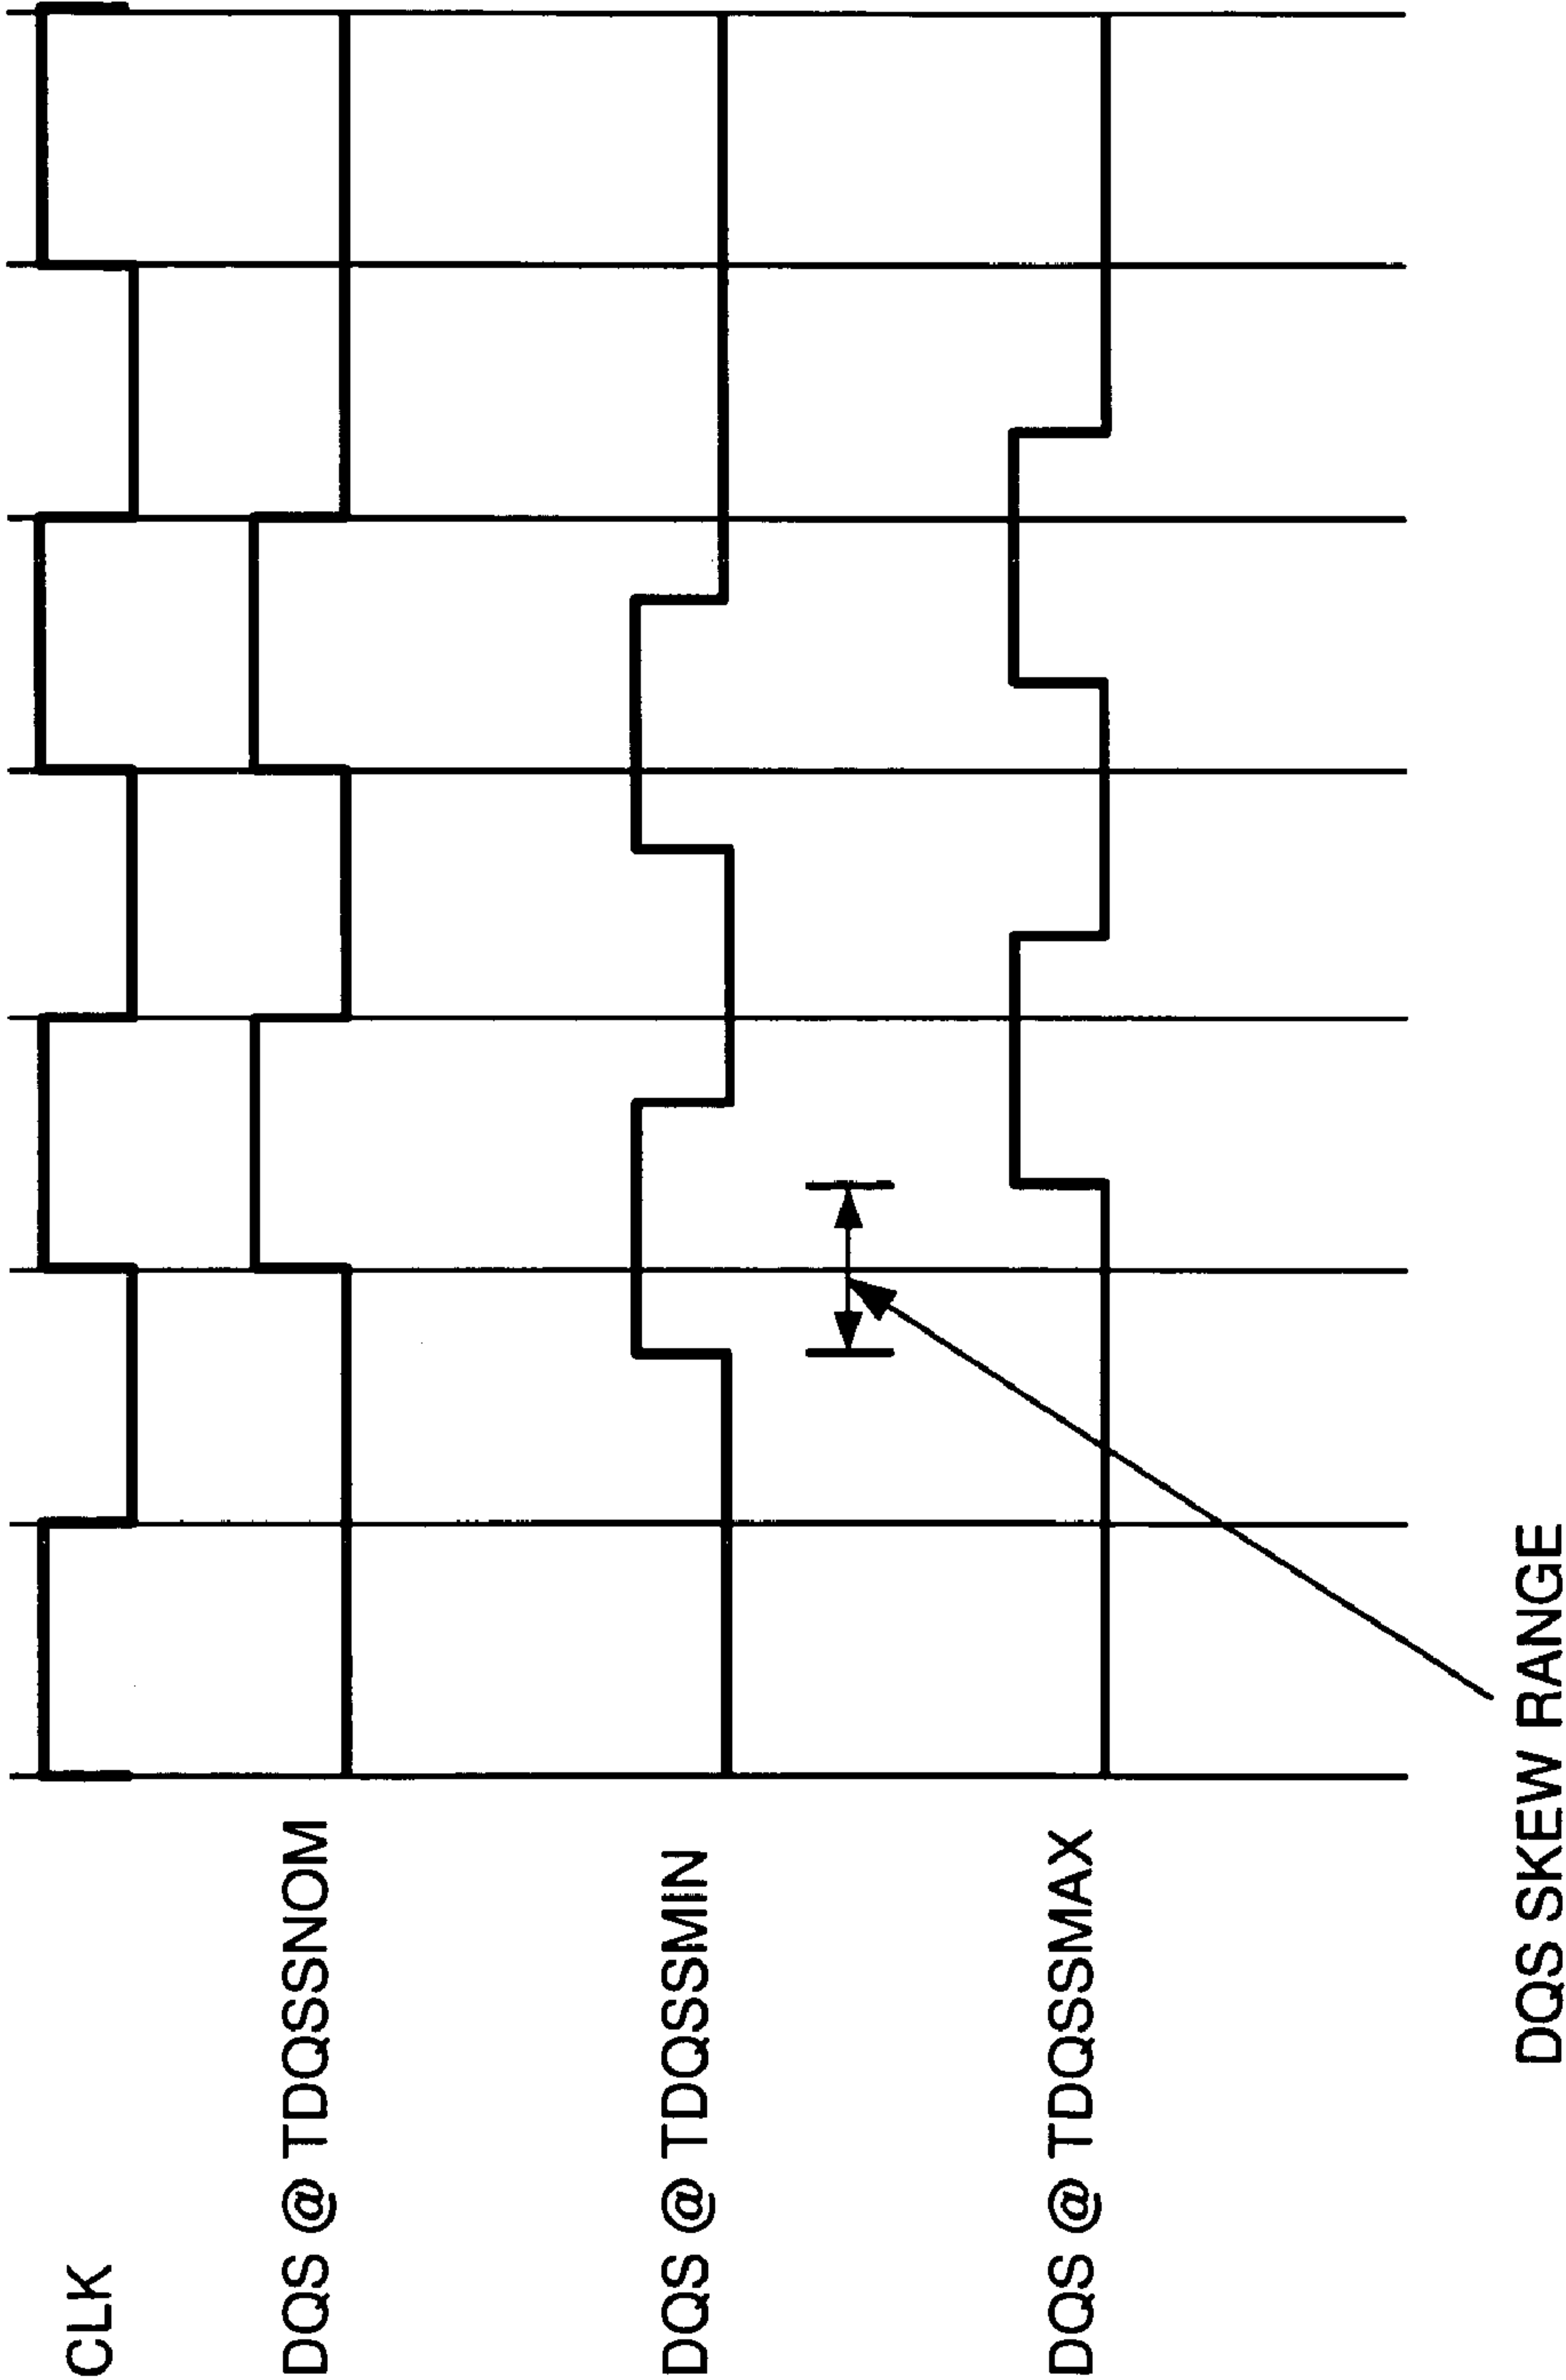 CLK
DQS @ TDQSSNOM
DQS @ TDQSSMIN
DQS @ TDQSSMAX
DQS SKEW RANGE